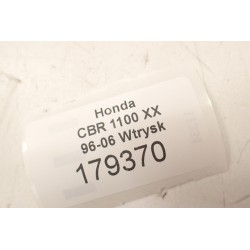 Honda
CBR 1100 XX
96-06 Wtrysk
179370